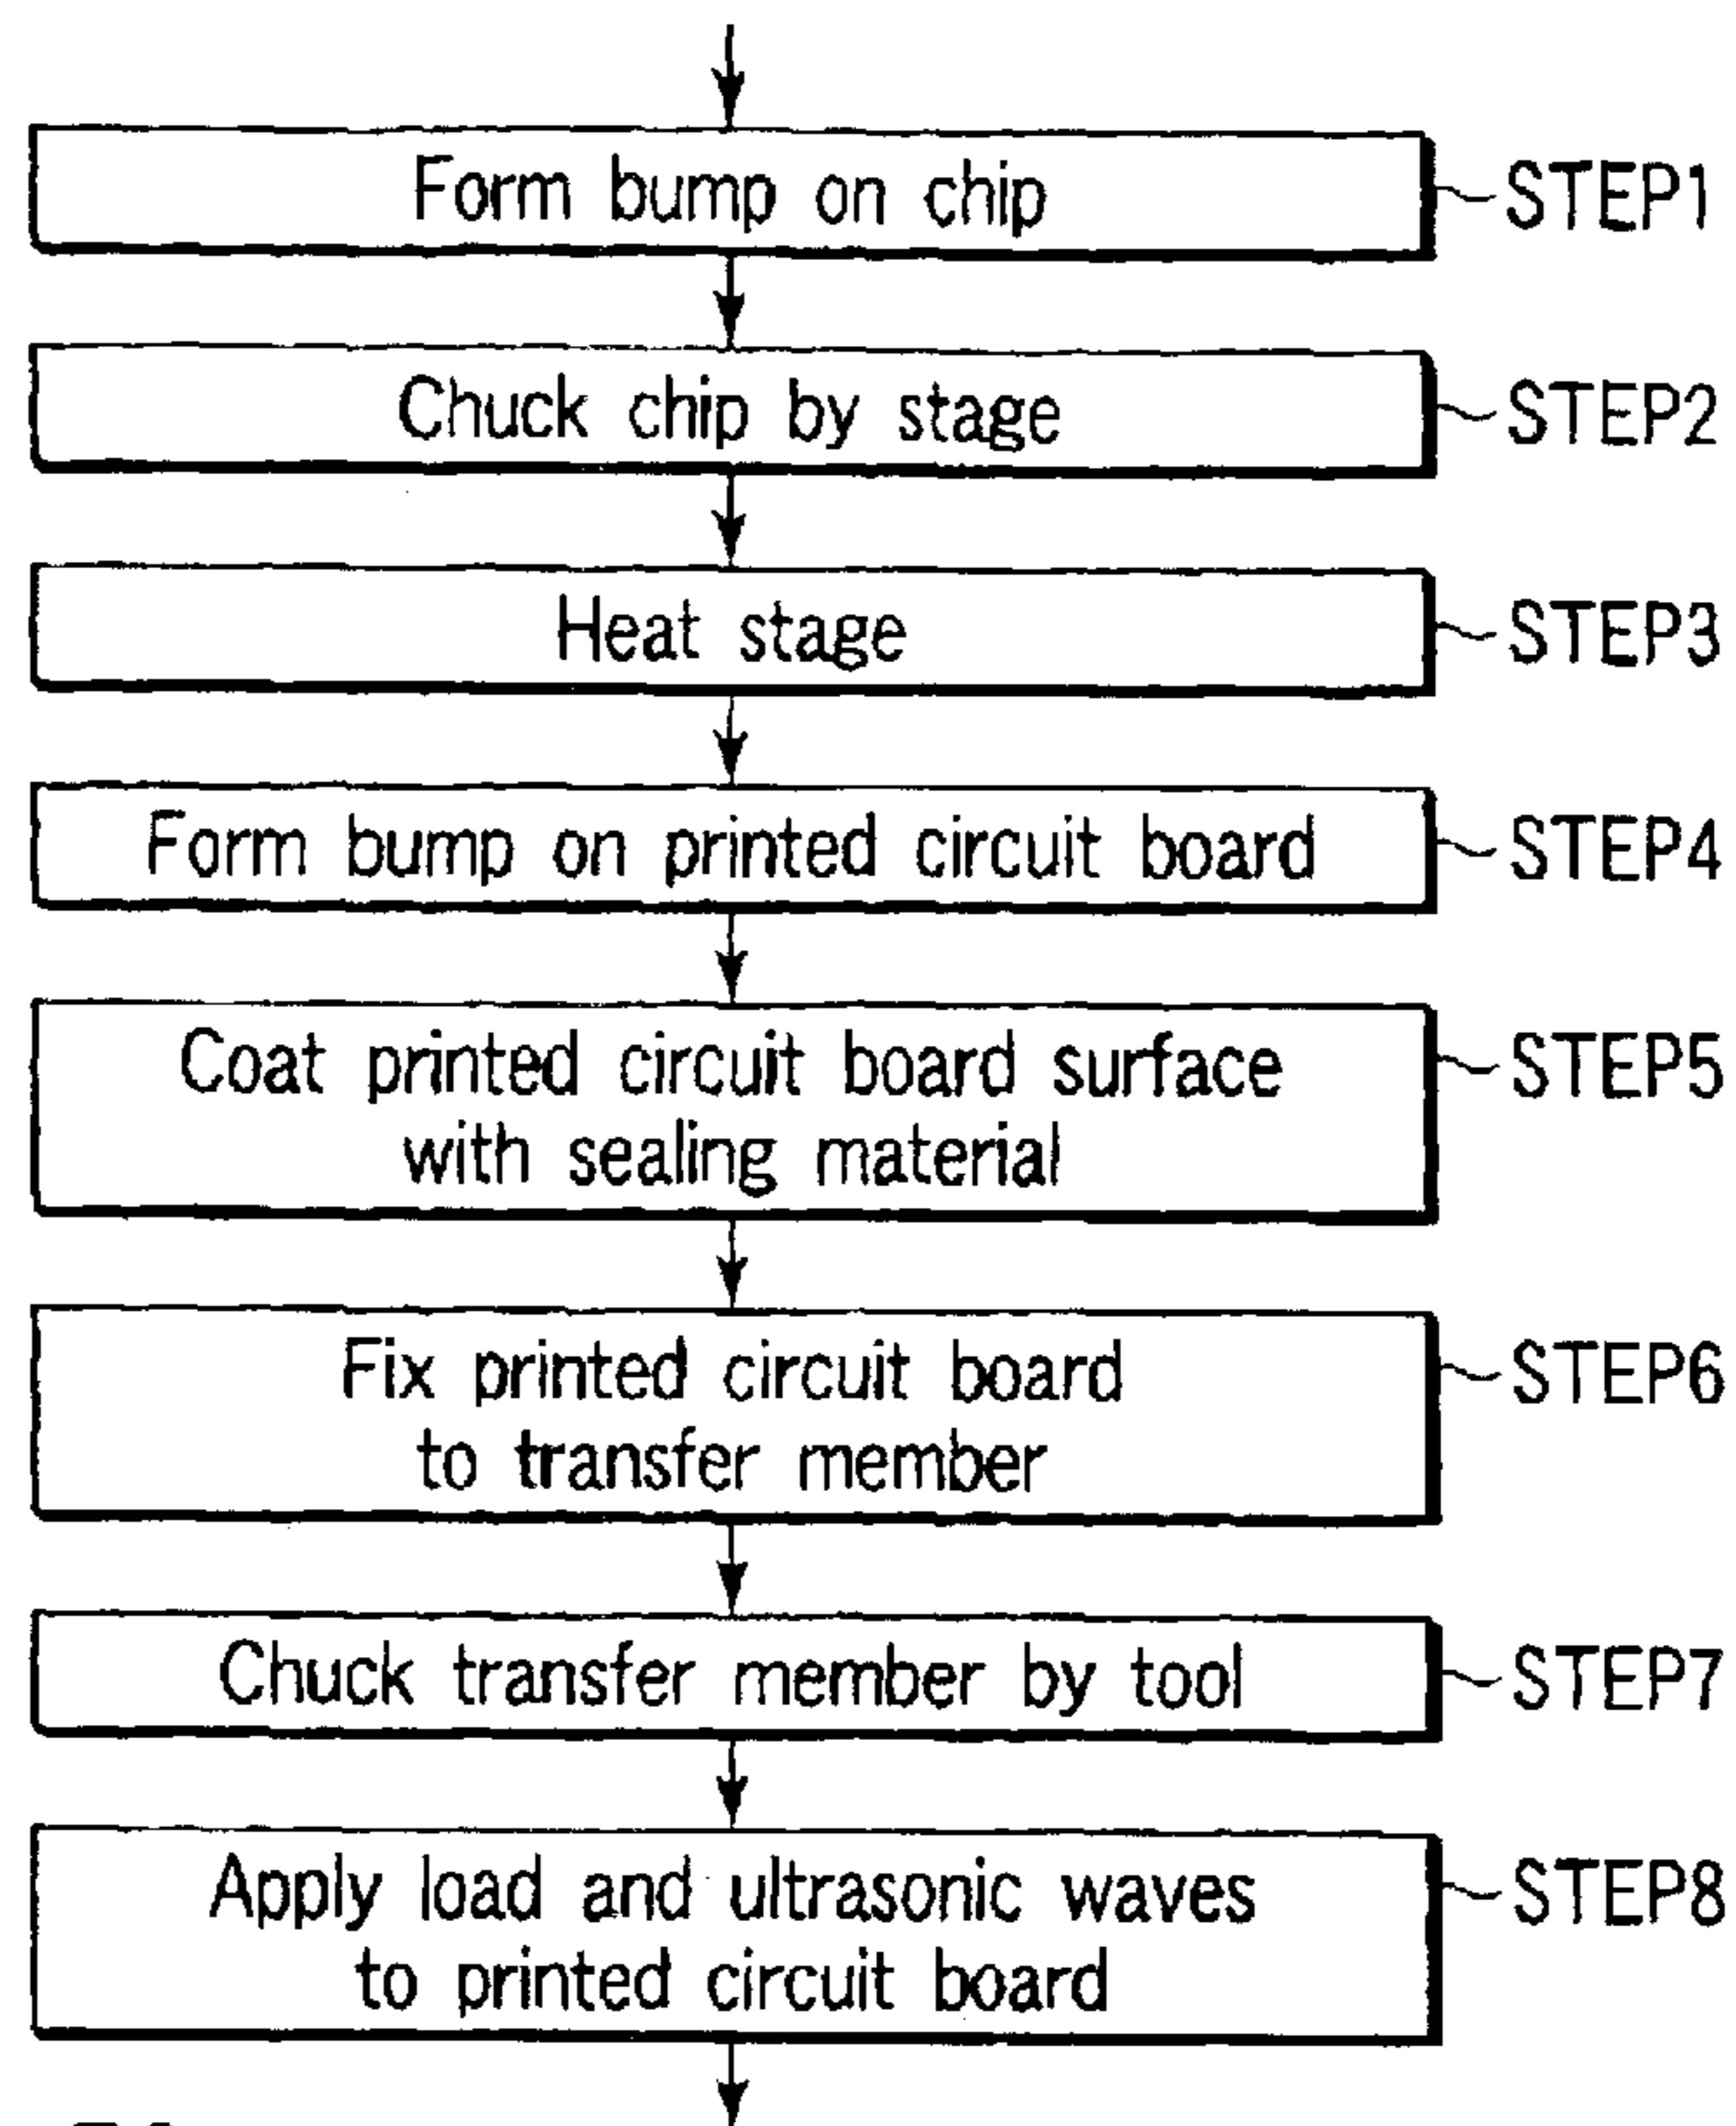 Form bump on chip
STEP1
Chuck chip by stage
STEP2
Heat stage
STEP3
Form bump on printed circuit board
STEP4
Coat printed circuit board surface
with sealing material
STEP5
Fix printed circuit board
to transfer member
STEP6
Chuck transfer member by tool
STEP7
Apply load and ultrasonic waves
to printed circuit board
STEP8